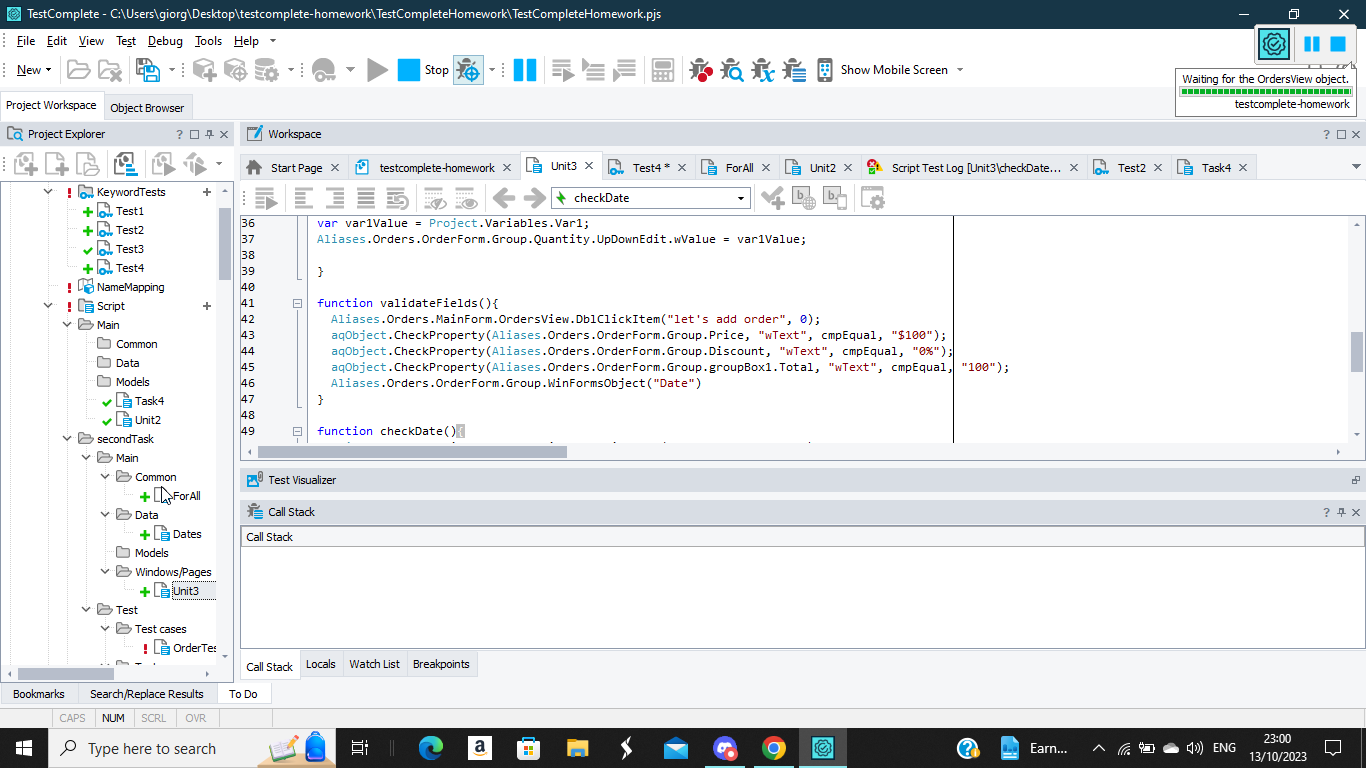 TestComplete - C:\Users\giorg\Desktop\testcomplete-homework\TestCompleteHomework\TestCompleteHomework.pjs
File Edit View Test Debug Tools Help
New Stop Show Mobile Screen
Waiting for the OrdersView object.
testcomplete-homework
Project Workspace Object Browser
Project Explorer
Workspace
Start Page testcomplete-homework Unit3 Test4 * ForAll Unit2 Script Test Log [Unit3\checkDate... Test2 Task4
checkDate
KeywordTests
Test1
Test2
Test3
Test4
NameMapping
Script
Main
Common
Data
Models
Task4
Unit2
secondTask
Main
Common
ForAll
Data
Dates
Models
Windows/Pages
Unit3
Test
Test cases
OrderTes
36 var var1Value = Project.Variables.Var1;
37 Aliases.Orders.OrderForm.Group.Quantity.UpDownEdit.wValue = var1Value;
38
39 }
40
41 function validateFields(){
42 Aliases.Orders.MainForm.OrdersView.DblClickItem("let's add order", 0);
43 aqObject.CheckProperty(Aliases.Orders.OrderForm.Group.Price, "wText", cmpEqual, "$100");
44 aqObject.CheckProperty(Aliases.Orders.OrderForm.Group.Discount, "wText", cmpEqual, "0%");
45 aqObject.CheckProperty(Aliases.Orders.OrderForm.Group.groupBox1.Total, "wText", cmpEqual, "100");
46 Aliases.Orders.OrderForm.Group.WinFormsObject("Date")
47 }
48
49 function checkDate(){
Test Visualizer
Call Stack
Call Stack
Call Stack Locals Watch List Breakpoints
Bookmarks Search/Replace Results To Do
CAPS NUM SCRL OVR
Type here to search
Earn...
ENG
23:00
13/10/2023